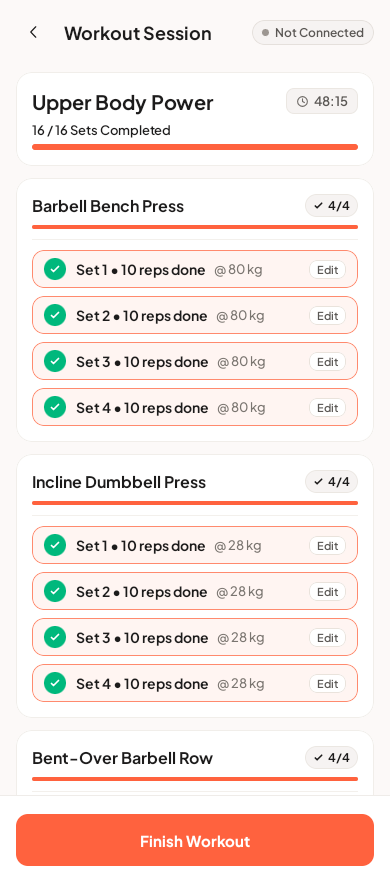 Workout Session
Not Connected
Upper Body Power
48:15
16 / 16 Sets Completed
Barbell Bench Press
4/4
Set 1 • 10 reps done @ 80 kg Edit
Set 2 • 10 reps done @ 80 kg Edit
Set 3 • 10 reps done @ 80 kg Edit
Set 4 • 10 reps done @ 80 kg Edit
Incline Dumbbell Press
4/4
Set 1 • 10 reps done @ 28 kg Edit
Set 2 • 10 reps done @ 28 kg Edit
Set 3 • 10 reps done @ 28 kg Edit
Set 4 • 10 reps done @ 28 kg Edit
Bent-Over Barbell Row
4/4
Finish Workout